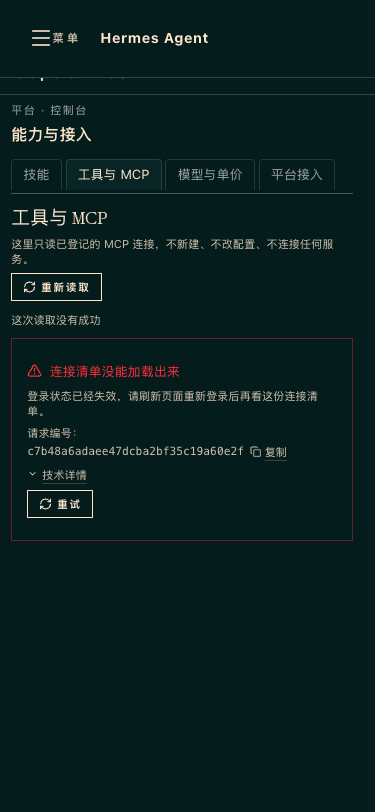 菜单
Hermes Agent
平台 · 控制台
能力与接入
技能
工具与 MCP
模型与单价
平台接入
工具与 MCP
这里只读已登记的 MCP 连接，不新建、不改配置、不连接任何服
务。
重新读取
这次读取没有成功
连接清单没能加载出来
登录状态已经失效，请刷新页面重新登录后再看这份连接清
单。
请求编号：
c7b48a6adaee47dcba2bf35c19a60e2f 复制
技术详情
重试